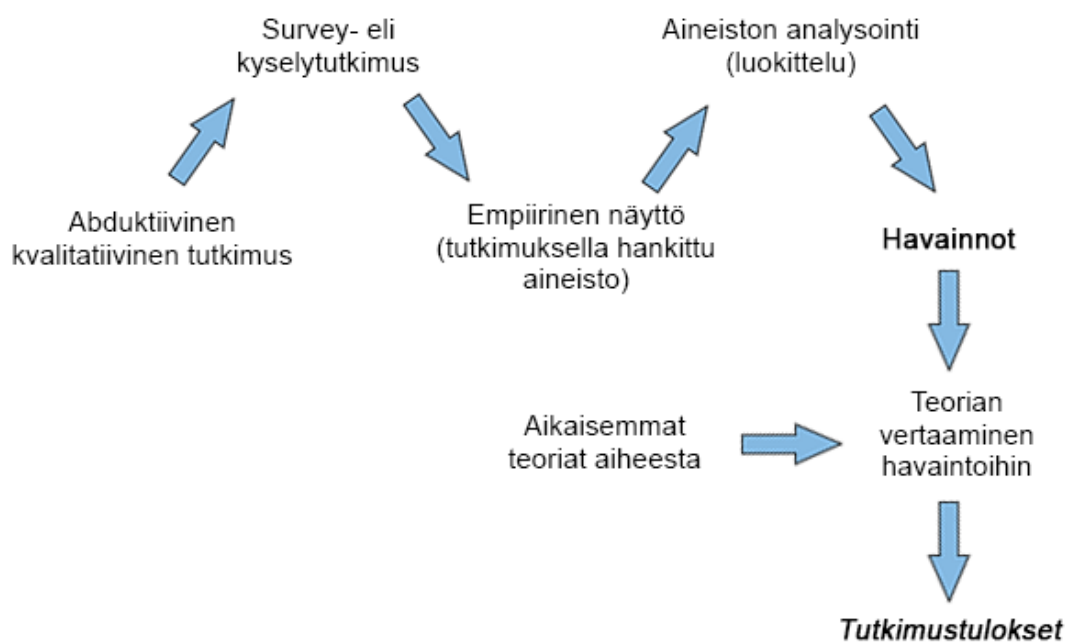 Survey- eli
kyselytutkimus
Aineiston analysointi
(luokittelu)
Abduktiivinen
kvalitatiivinen tutkimus
Empiirinen näyttö
(tutkimuksella hankittu
aineisto)
Havainnot
Aikaisemmat
teoriat aiheesta
Teorian
vertaaminen
havaintoihin
Tutkimustulokset